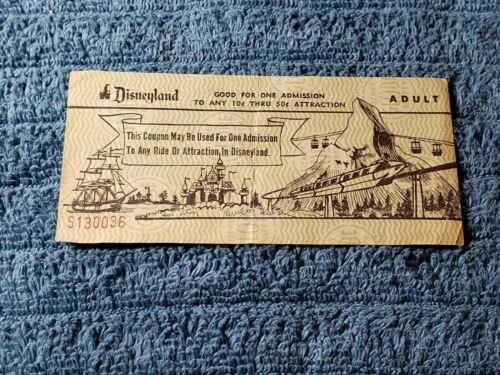 Disneyland
GOOD FOR ONE ADMISSION
TO ANY 10¢ THRU 50¢ ATTRACTION
ADULT
This Coupon May Be Used For One Admission
To Any Ride Or Attraction In Disneyland.
S130036